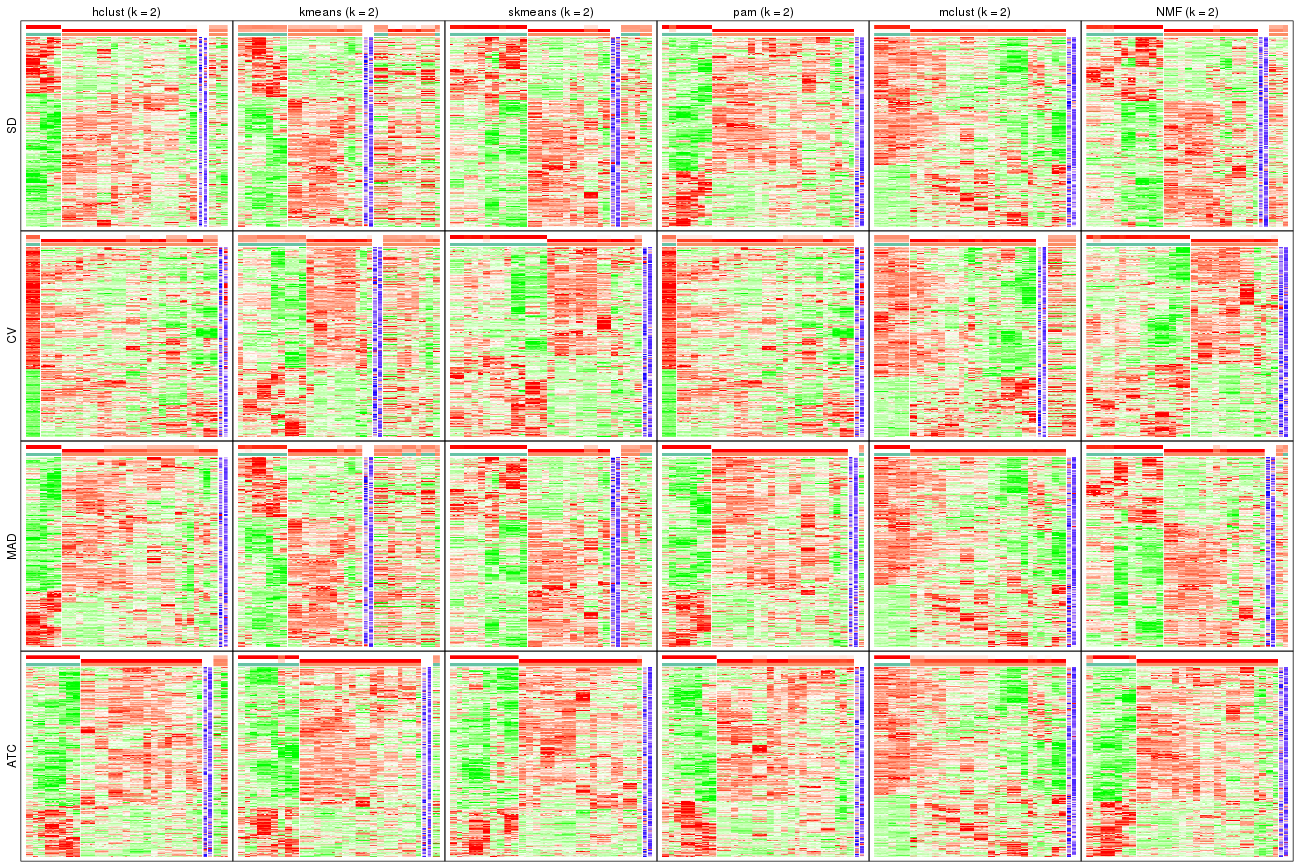 hclust (k = 2)
kmeans (k = 2)
skmeans (k = 2)
pam (k = 2)
mclust (k = 2)
NMF (k = 2)
SD
CV
MAD
ATC